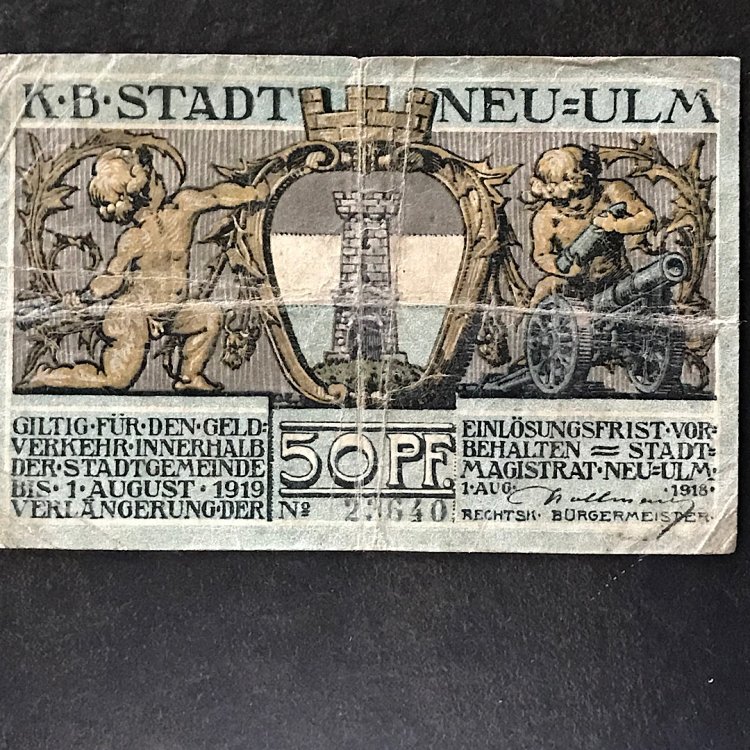 K·B·STADT NEU=ULM
GILTIG·FÜR·DEN·GELD=
VERKEHR·INNERHALB
DER·STADTGEMEINDE
BIS·1·AUGUST·1919
VERLÄNGERUNG·DER
50 PF.
Nº
EINLÖSUNGSFRIST·VOR=
BEHALTEN = STADT=
MAGISTRAT·NEU=ULM·
1·AUG· ·1918·
RECHTSK· BÜRGERMEISTER·